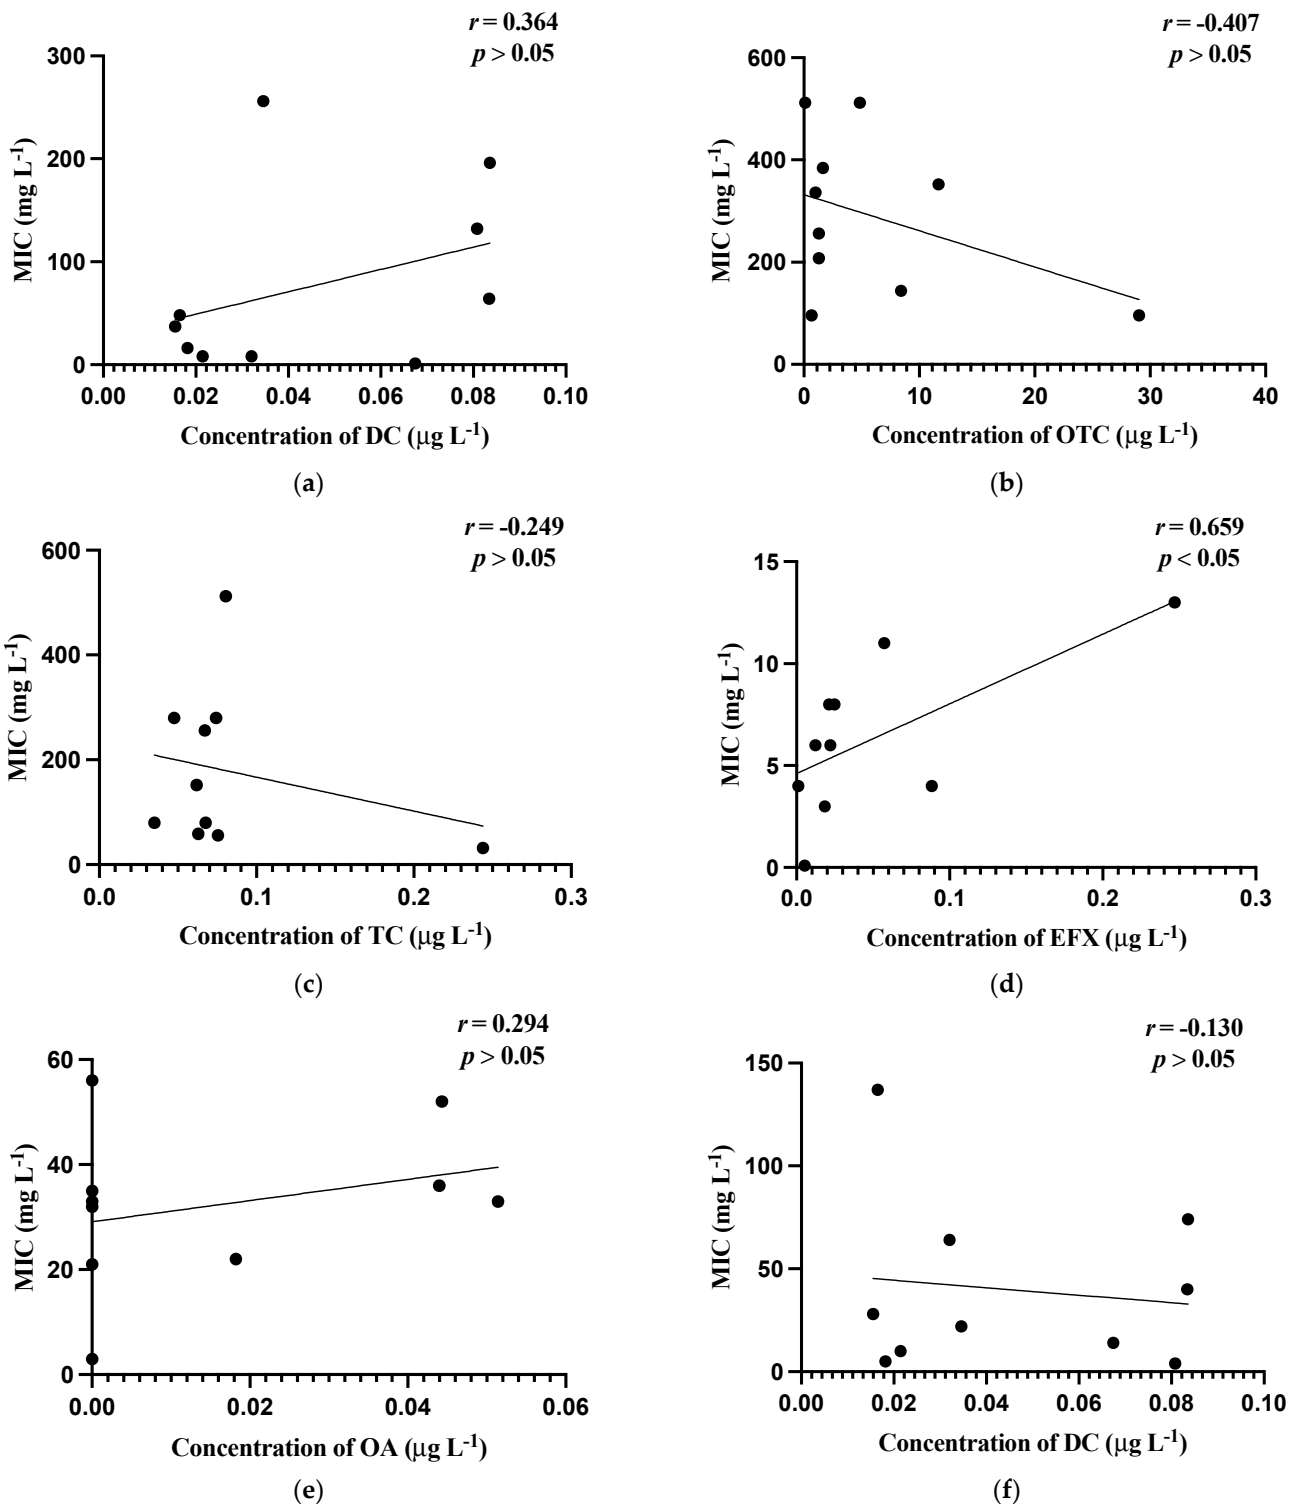 r = 0.364
p > 0.05
300
200
100
0
MIC (mg L-1)
0.00 0.02 0.04 0.06 0.08 0.10
Concentration of DC (μg L-1)
(a)
r = -0.407
p > 0.05
600
400
200
0
MIC (mg L-1)
0 10 20 30 40
Concentration of OTC (μg L-1)
(b)
r = -0.249
p > 0.05
600
400
200
0
MIC (mg L-1)
0.0 0.1 0.2 0.3
Concentration of TC (μg L-1)
(c)
r = 0.659
p < 0.05
15
10
5
0
MIC (mg L-1)
0.0 0.1 0.2 0.3
Concentration of EFX (μg L-1)
(d)
r = 0.294
p > 0.05
60
40
20
0
MIC (mg L-1)
0.00 0.02 0.04 0.06
Concentration of OA (μg L-1)
(e)
r = -0.130
p > 0.05
150
100
50
0
MIC (mg L-1)
0.00 0.02 0.04 0.06 0.08 0.10
Concentration of DC (μg L-1)
(f)